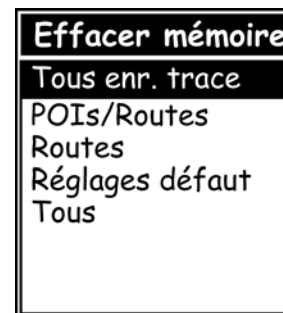 Effacer mémoire
Tous enr. trace
POIs/Routes
Routes
Réglages défaut
Tous